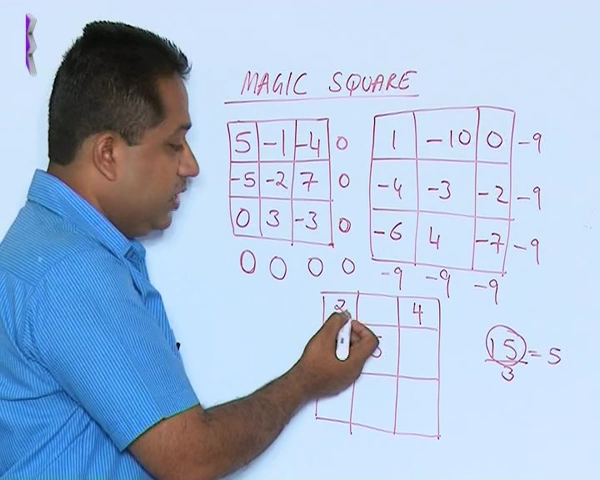 MAGIC SQUARE
5 -1 -4 0
-5 -2 7 0
0 3 -3 0
0 0 0 0
1 -10 0 -9
-4 -3 -2 -9
-6 4 -7 -9
-9 -9 -9
2 4
15/3 = 5